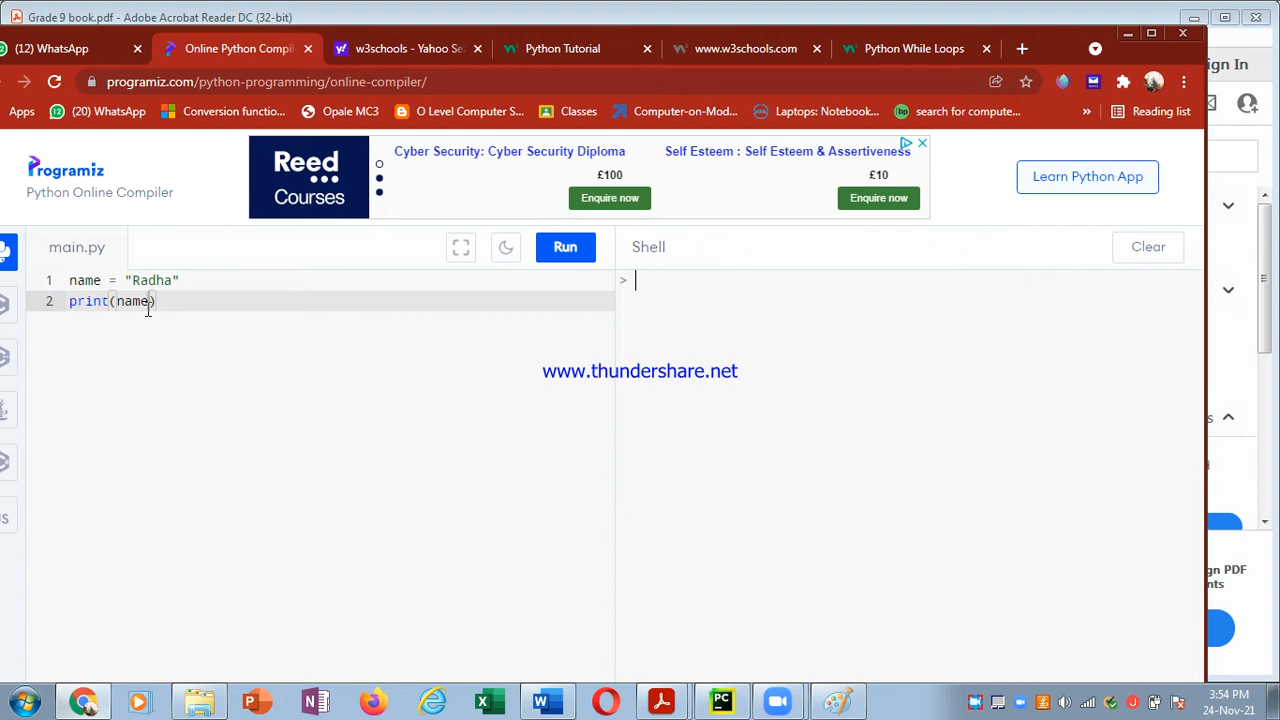 Grade 9 book.pdf - Adobe Acrobat Reader DC (32-bit)
(12) WhatsApp
Online Python Compil
w3schools - Yahoo Se
Python Tutorial
www.w3schools.com
Python While Loops
Sign In
programiz.com/python-programming/online-compiler/
Apps
(20) WhatsApp
Conversion functio...
Opale MC3
O Level Computer S...
Classes
Computer-on-Mod...
Laptops: Notebook...
search for compute...
»
Reading list
Programiz
Python Online Compiler
Reed
Courses
Cyber Security: Cyber Security Diploma
£100
Enquire now
Self Esteem : Self Esteem & Assertiveness
£10
Enquire now
Learn Python App
main.py
Run
Shell
Clear
1 name = "Radha"
2 print(name)
>
www.thundershare.net
gn PDF
nts
3:54 PM
24-Nov-21